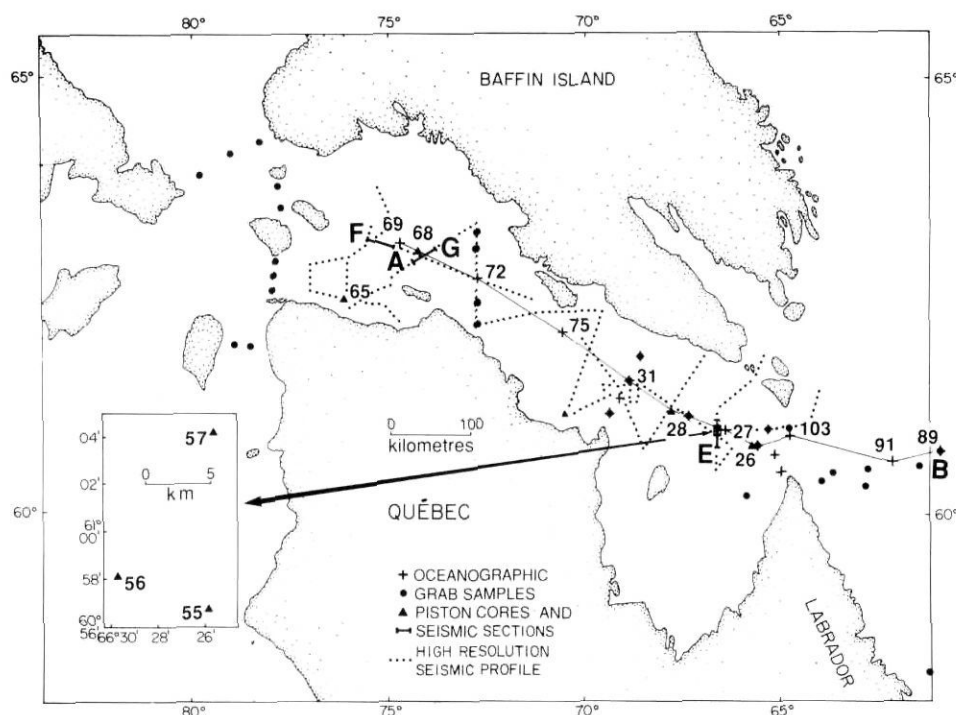 80° 75° 70° 65°
65° 65°
BAFFIN ISLAND
F 69 68 G
A
72
65
75
31
0 100
kilometres
28 27 103
E 26 91 89
B
04' 57
0 5
km
02'
61°
00'
58' 56
55
60°
56'
66°30' 28' 26'
QUÉBEC
60° 60°
+ OCEANOGRAPHIC
● GRAB SAMPLES
▲ PISTON CORES AND
SEISMIC SECTIONS
HIGH RESOLUTION
SEISMIC PROFILE
LABRADOR
80° 75° 70° 65°